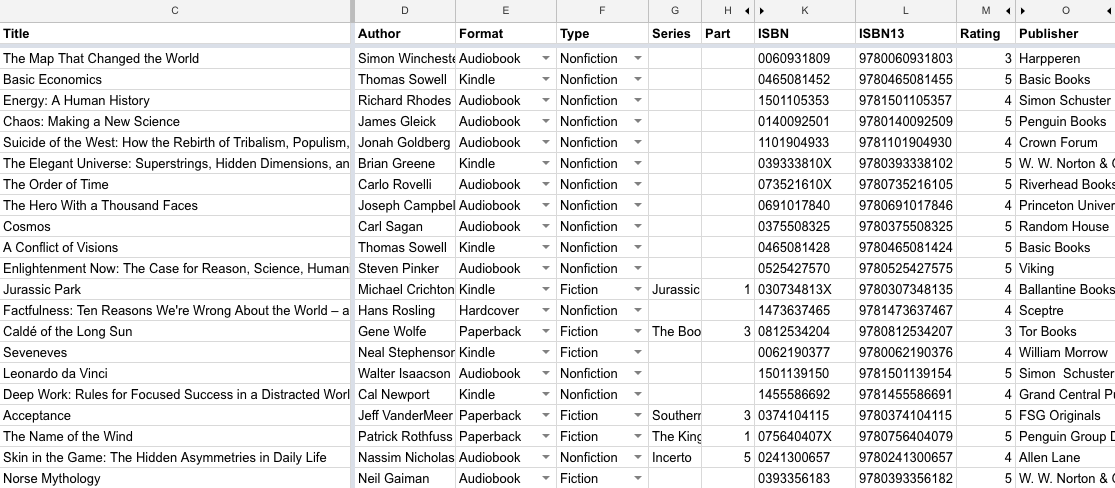 C D E F G H K L M O
Title Author Format Type Series Part ISBN ISBN13 Rating Publisher
The Map That Changed the World Simon Wincheste Audiobook Nonfiction 0060931809 9780060931803 3 Harpperen
Basic Economics Thomas Sowell Kindle Nonfiction 0465081452 9780465081455 5 Basic Books
Energy: A Human History Richard Rhodes Audiobook Nonfiction 1501105353 9781501105357 4 Simon Schuster
Chaos: Making a New Science James Gleick Audiobook Nonfiction 0140092501 9780140092509 5 Penguin Books
Suicide of the West: How the Rebirth of Tribalism, Populism, Jonah Goldberg Audiobook Nonfiction 1101904933 9781101904930 4 Crown Forum
The Elegant Universe: Superstrings, Hidden Dimensions, an Brian Greene Kindle Nonfiction 039333810X 9780393338102 5 W. W. Norton & C
The Order of Time Carlo Rovelli Audiobook Nonfiction 073521610X 9780735216105 5 Riverhead Books
The Hero With a Thousand Faces Joseph Campbel Audiobook Nonfiction 0691017840 9780691017846 4 Princeton Univer
Cosmos Carl Sagan Audiobook Nonfiction 0375508325 9780375508325 5 Random House
A Conflict of Visions Thomas Sowell Kindle Nonfiction 0465081428 9780465081424 5 Basic Books
Enlightenment Now: The Case for Reason, Science, Human Steven Pinker Audiobook Nonfiction 0525427570 9780525427575 5 Viking
Jurassic Park Michael Crichton Kindle Fiction Jurassic 1 030734813X 9780307348135 4 Ballantine Books
Factfulness: Ten Reasons We're Wrong About the World – a Hans Rosling Hardcover Nonfiction 1473637465 9781473637467 4 Sceptre
Caldé of the Long Sun Gene Wolfe Paperback Fiction The Boo 3 0812534204 9780812534207 3 Tor Books
Seveneves Neal Stephensor Kindle Fiction 0062190377 9780062190376 4 William Morrow
Leonardo da Vinci Walter Isaacson Audiobook Nonfiction 1501139150 9781501139154 5 Simon Schuster
Deep Work: Rules for Focused Success in a Distracted Worl Cal Newport Kindle Nonfiction 1455586692 9781455586691 4 Grand Central Pu
Acceptance Jeff VanderMeer Paperback Fiction Southern 3 0374104115 9780374104115 5 FSG Originals
The Name of the Wind Patrick Rothfuss Paperback Fiction The King 1 075640407X 9780756404079 5 Penguin Group D
Skin in the Game: The Hidden Asymmetries in Daily Life Nassim Nicholas Audiobook Nonfiction Incerto 5 0241300657 9780241300657 4 Allen Lane
Norse Mythology Neil Gaiman Audiobook Fiction 0393356183 9780393356182 5 W. W. Norton & C